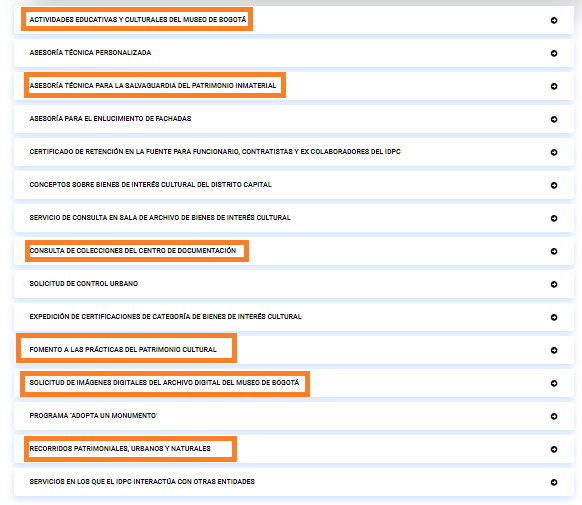 ACTIVIDADES EDUCATIVAS Y CULTURALES DEL MUSEO DE BOGOTÁ
ASESORÍA TÉCNICA PERSONALIZADA
ASESORÍA TÉCNICA PARA LA SALVAGUARDIA DEL PATRIMONIO INMATERIAL
ASESORÍA PARA EL ENLUCIMIENTO DE FACHADAS
CERTIFICADO DE RETENCIÓN EN LA FUENTE PARA FUNCIONARIO, CONTRATISTAS Y EX COLABORADORES DEL IDPC
CONCEPTOS SOBRE BIENES DE INTERÉS CULTURAL DEL DISTRITO CAPITAL
SERVICIO DE CONSULTA EN SALA DE ARCHIVO DE BIENES DE INTERÉS CULTURAL
CONSULTA DE COLECCIONES DEL CENTRO DE DOCUMENTACIÓN
SOLICITUD DE CONTROL URBANO
EXPEDICIÓN DE CERTIFICACIONES DE CATEGORÍA DE BIENES DE INTERÉS CULTURAL
FOMENTO A LAS PRÁCTICAS DEL PATRIMONIO CULTURAL
SOLICITUD DE IMÁGENES DIGITALES DEL ARCHIVO DIGITAL DEL MUSEO DE BOGOTÁ
PROGRAMA 'ADOPTA UN MONUMENTO'
RECORRIDOS PATRIMONIALES, URBANOS Y NATURALES
SERVICIOS EN LOS QUE EL IDPC INTERACTÚA CON OTRAS ENTIDADES